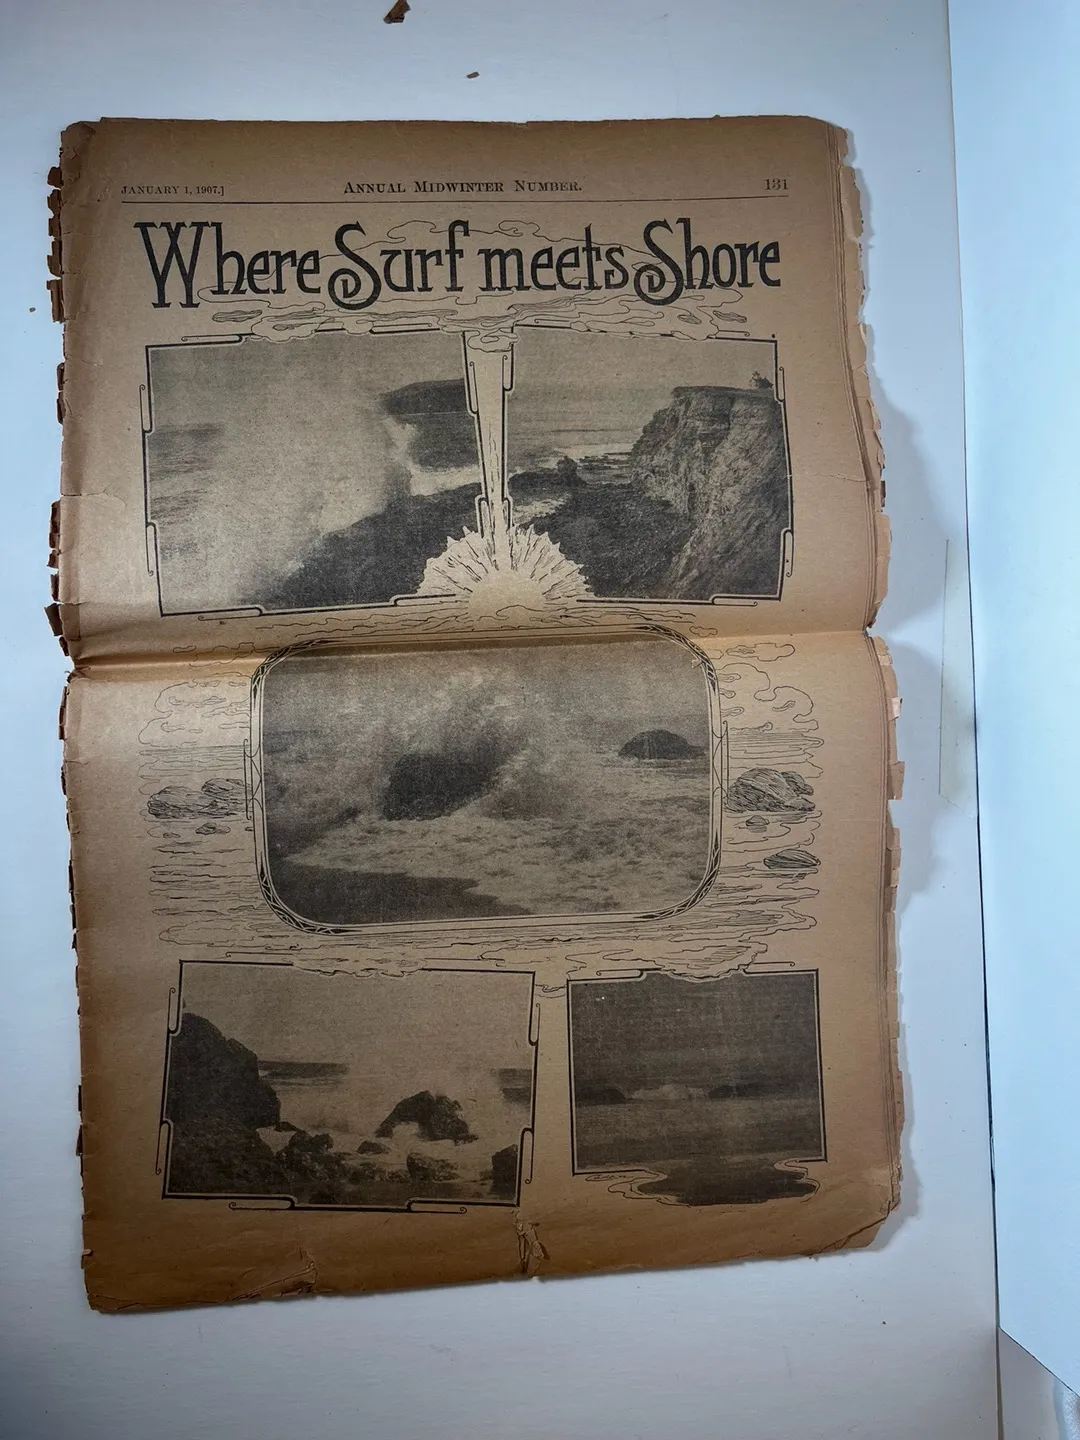 JANUARY 1, 1907.] ANNUAL MIDWINTER NUMBER. 131
Where Surf meets Shore